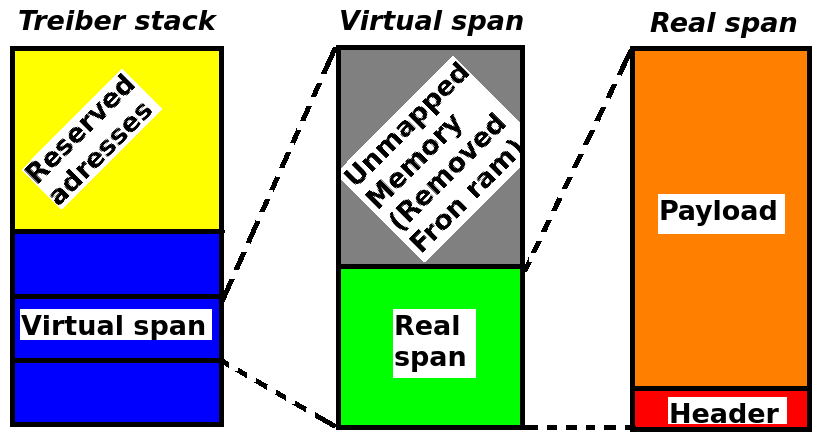 Treiber stack
Virtual span
Real span
Reserved
adresses
Virtual span
Unmapped
Memory
(Removed
Fron ram)
Real
span
Payload
Header